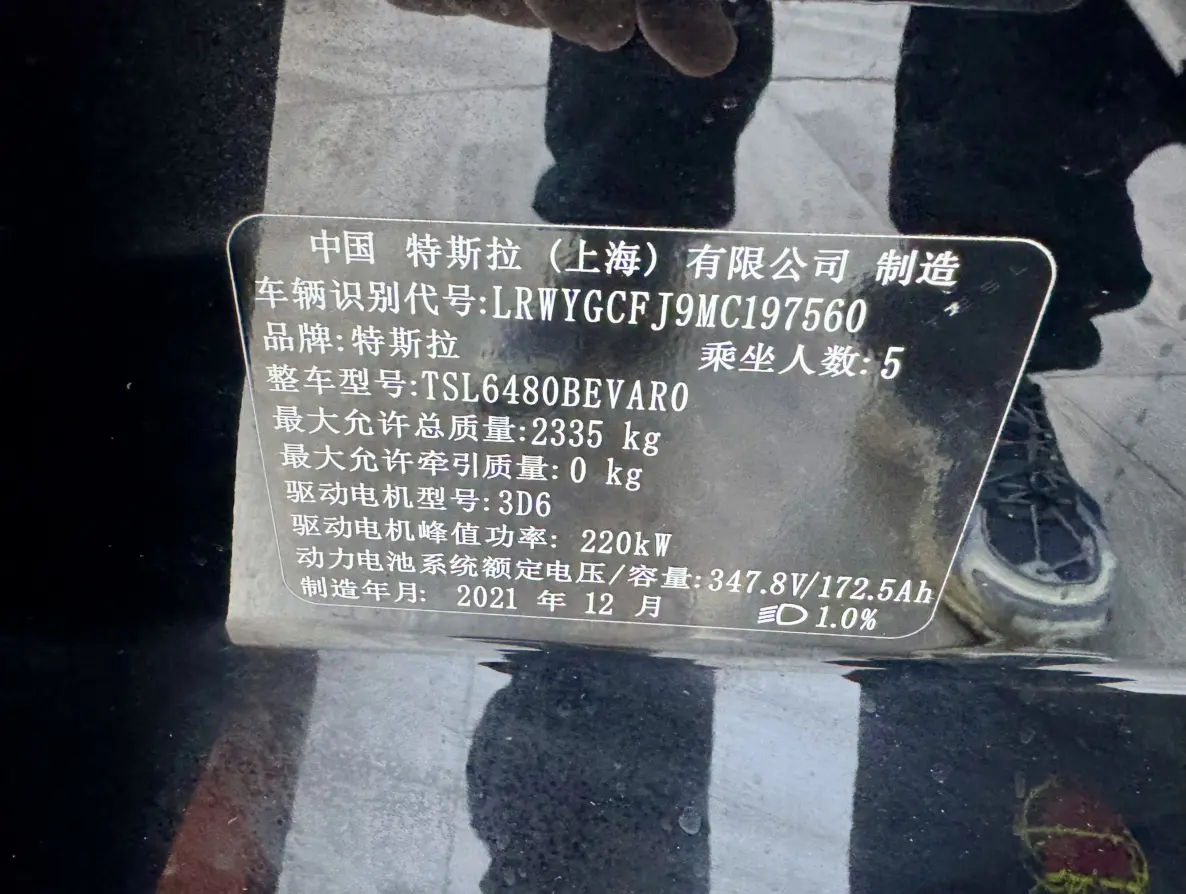 中国 特斯拉（上海）有限公司 制造
车辆识别代号:LRWYGCFJ9MC197560
品牌:特斯拉 乘坐人数:5
整车型号:TSL6480BEVAR0
最大允许总质量:2335 kg
最大允许牵引质量:0 kg
驱动电机型号:3D6
驱动电机峰值功率: 220kW
动力电池系统额定电压/容量:347.8V/172.5Ah
制造年月: 2021 年 12 月 1.0%